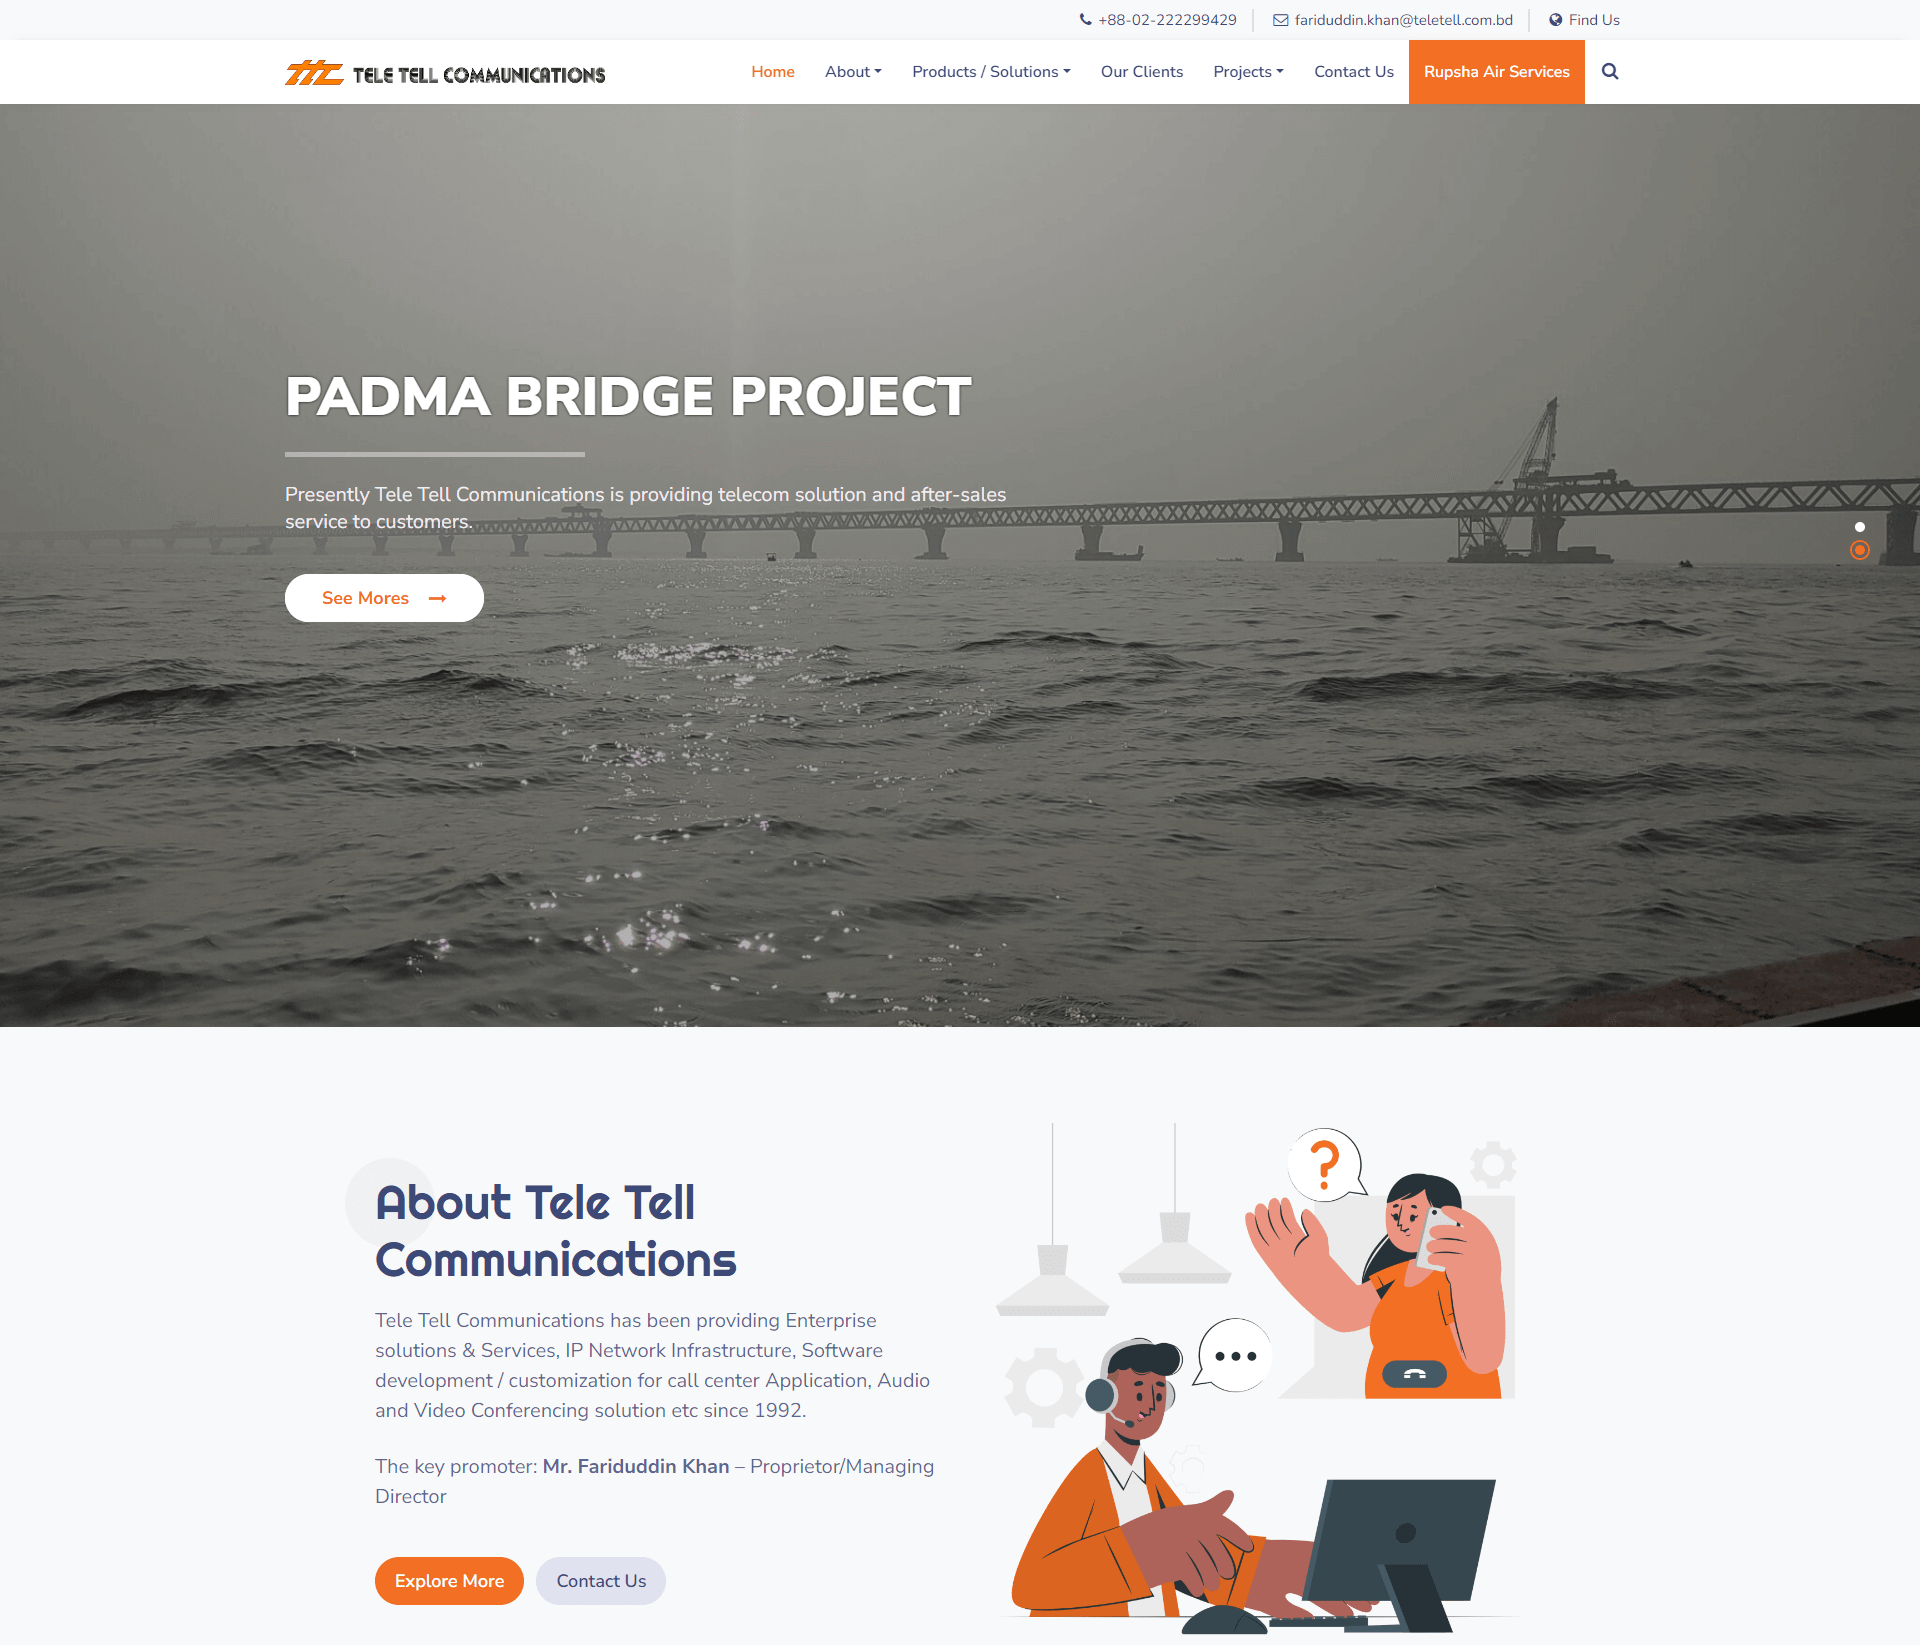 +88-02-222299429
fariduddin.khan@teletell.com.bd
Find Us
TELE TELL COMMUNICATIONS
Home
About
Products / Solutions
Our Clients
Projects
Contact Us
Rupsha Air Services
PADMA BRIDGE PROJECT
Presently Tele Tell Communications is providing telecom solution and after-sales
service to customers.
See Mores
About Tele Tell
Communications
Tele Tell Communications has been providing Enterprise
solutions & Services, IP Network Infrastructure, Software
development / customization for call center Application, Audio
and Video Conferencing solution etc since 1992.
The key promoter: Mr. Fariduddin Khan – Proprietor/Managing
Director
Explore More
Contact Us
?